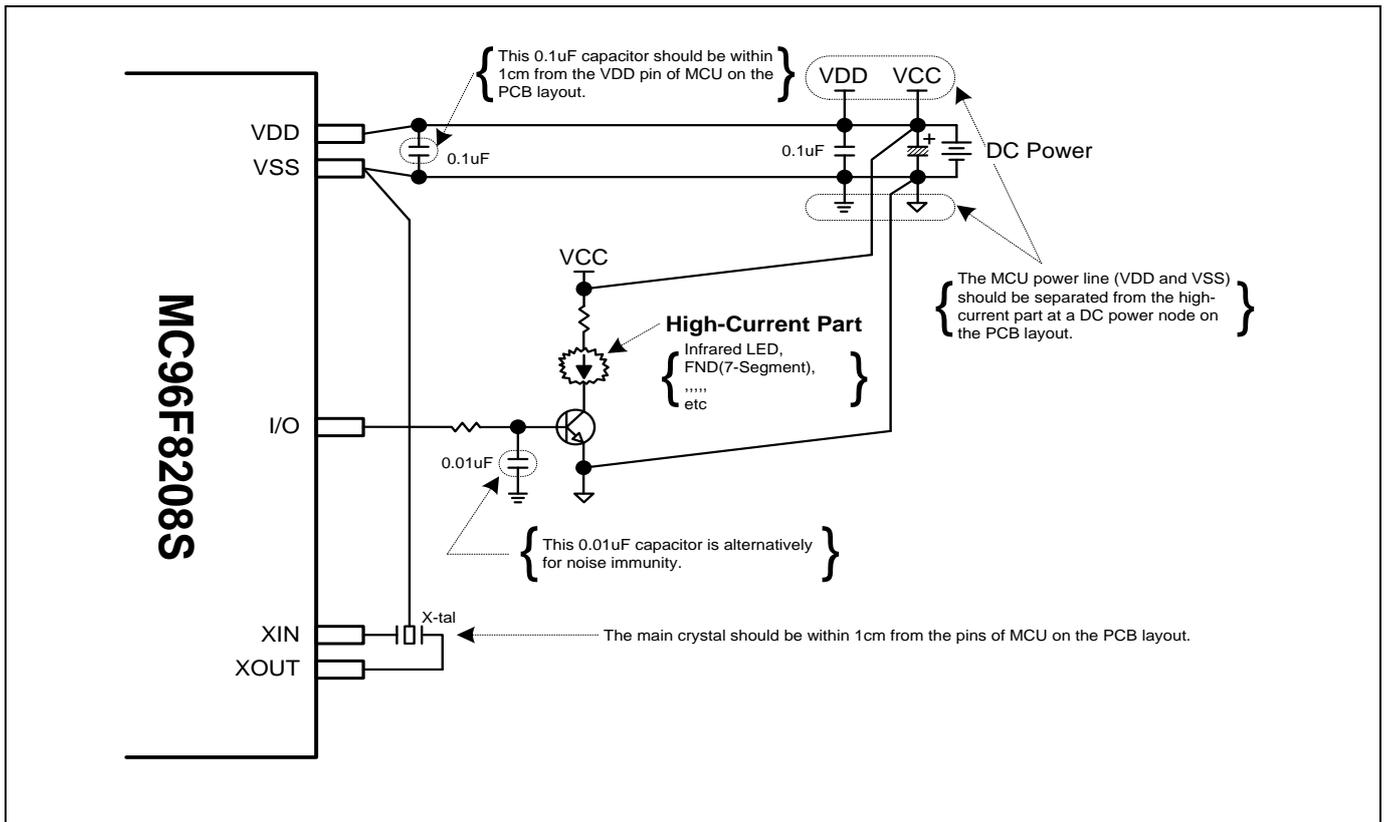 This 0.1uF capacitor should be within
1cm from the VDD pin of MCU on the
PCB layout.
VDD
VCC
VDD
0.1uF
0.1uF
+
DC Power
VSS
VCC
The MCU power line (VDD and VSS)
should be separated from the high-
current part at a DC power node on
the PCB layout.
High-Current Part
Infrared LED,
FND(7-Segment),
,,,,,
etc
MC96F8208S
I/O
0.01uF
This 0.01uF capacitor is alternatively
for noise immunity.
X-tal
XIN
The main crystal should be within 1cm from the pins of MCU on the PCB layout.
XOUT